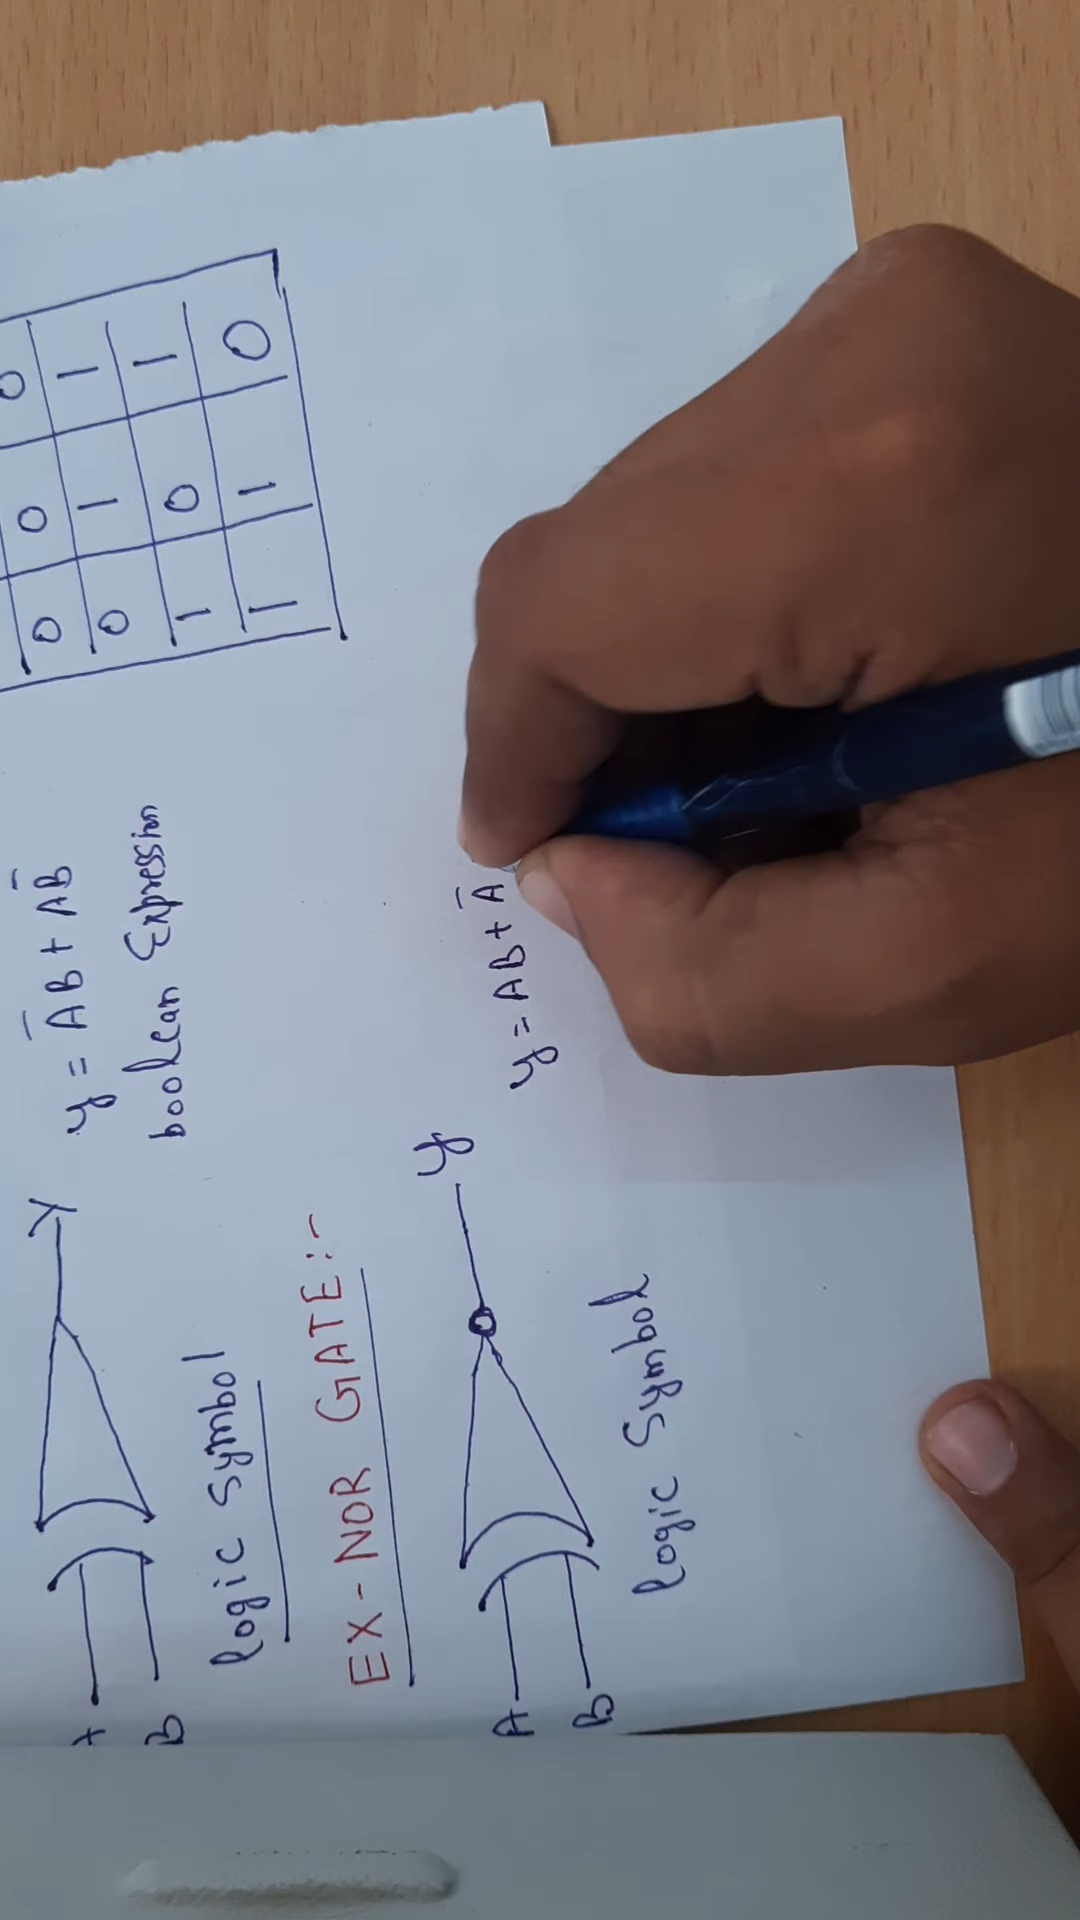 A
B
Y
y = A̅B + AB̅
boolean Expression
0 0 0
0 1 1
1 0 1
1 1 0
Logic Symbol
EX-NOR GATE:-
A
B
y
y = AB + A̅
Logic Symbol